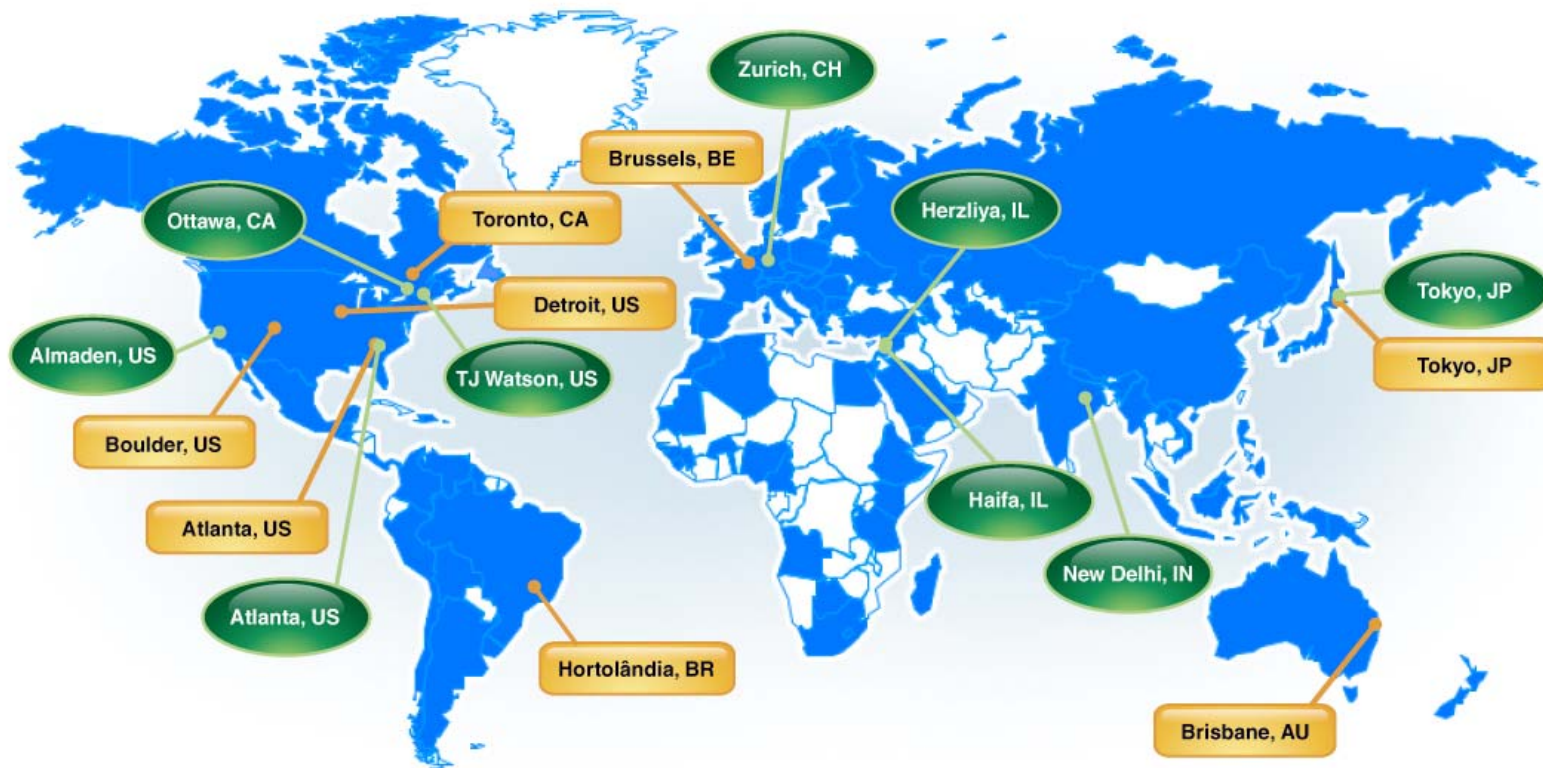 Zurich, CH
Brussels, BE
Ottawa, CA
Toronto, CA
Herzliya, IL
Tokyo, JP
Detroit, US
Almaden, US
TJ Watson, US
Tokyo, JP
Boulder, US
Haifa, IL
Atlanta, US
New Delhi, IN
Atlanta, US
Hortolândia, BR
Brisbane, AU